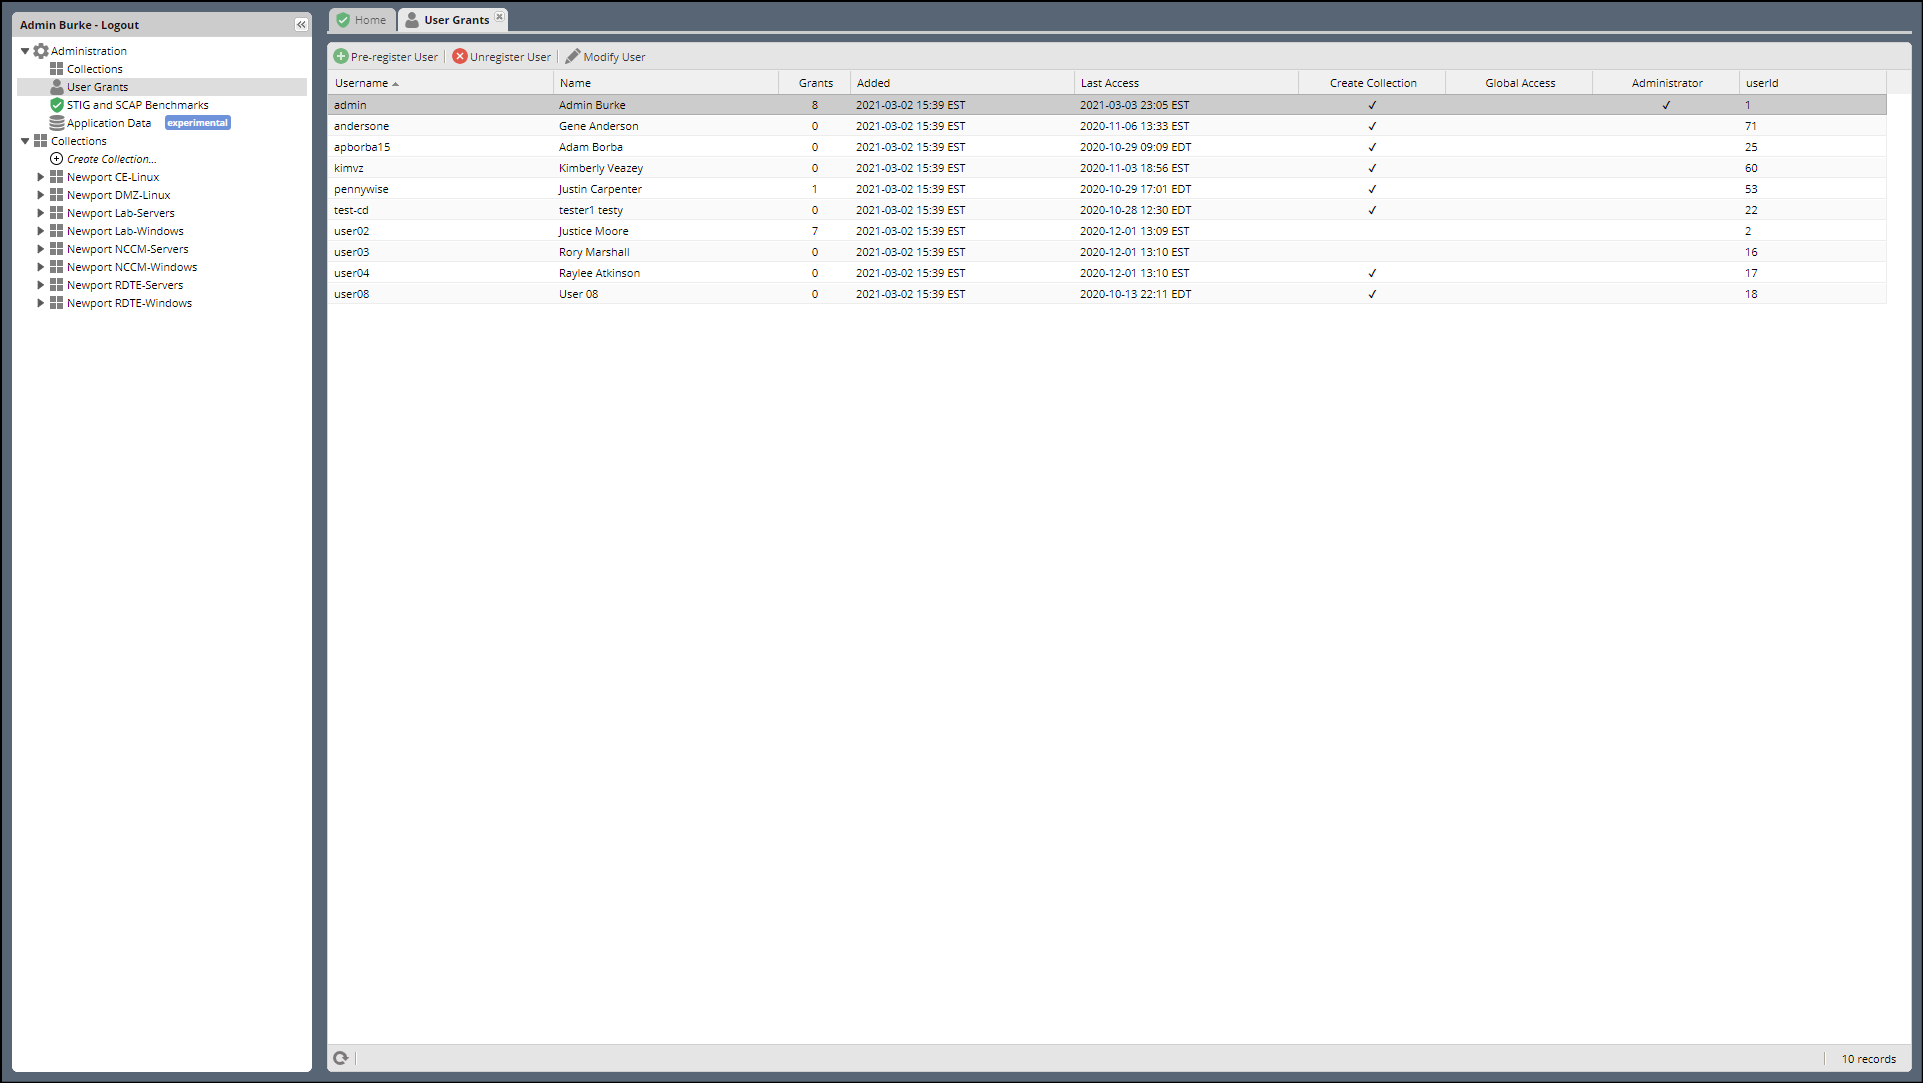 Admin Burke - Logout
Administration
Collections
User Grants
STIG and SCAP Benchmarks
Application Data experimental
Collections
Create Collection...
Newport CE-Linux
Newport DMZ-Linux
Newport Lab-Servers
Newport Lab-Windows
Newport NCCM-Servers
Newport NCCM-Windows
Newport RDTE-Servers
Newport RDTE-Windows
Home User Grants
Pre-register User Unregister User Modify User
Username Name Grants Added Last Access Create Collection Global Access Administrator userId
admin Admin Burke 8 2021-03-02 15:39 EST 2021-03-03 23:05 EST ✓ ✓ 1
andersone Gene Anderson 0 2021-03-02 15:39 EST 2020-11-06 13:33 EST ✓ 71
apborba15 Adam Borba 0 2021-03-02 15:39 EST 2020-10-29 09:09 EDT ✓ 25
kimvz Kimberly Veazey 0 2021-03-02 15:39 EST 2020-11-03 18:56 EST ✓ 60
pennywise Justin Carpenter 1 2021-03-02 15:39 EST 2020-10-29 17:01 EDT ✓ 53
test-cd tester1 testy 0 2021-03-02 15:39 EST 2020-10-28 12:30 EDT ✓ 22
user02 Justice Moore 7 2021-03-02 15:39 EST 2020-12-01 13:09 EST 2
user03 Rory Marshall 0 2021-03-02 15:39 EST 2020-12-01 13:10 EST 16
user04 Raylee Atkinson 0 2021-03-02 15:39 EST 2020-12-01 13:10 EST ✓ 17
user08 User 08 0 2021-03-02 15:39 EST 2020-10-13 22:11 EDT ✓ 18
10 records